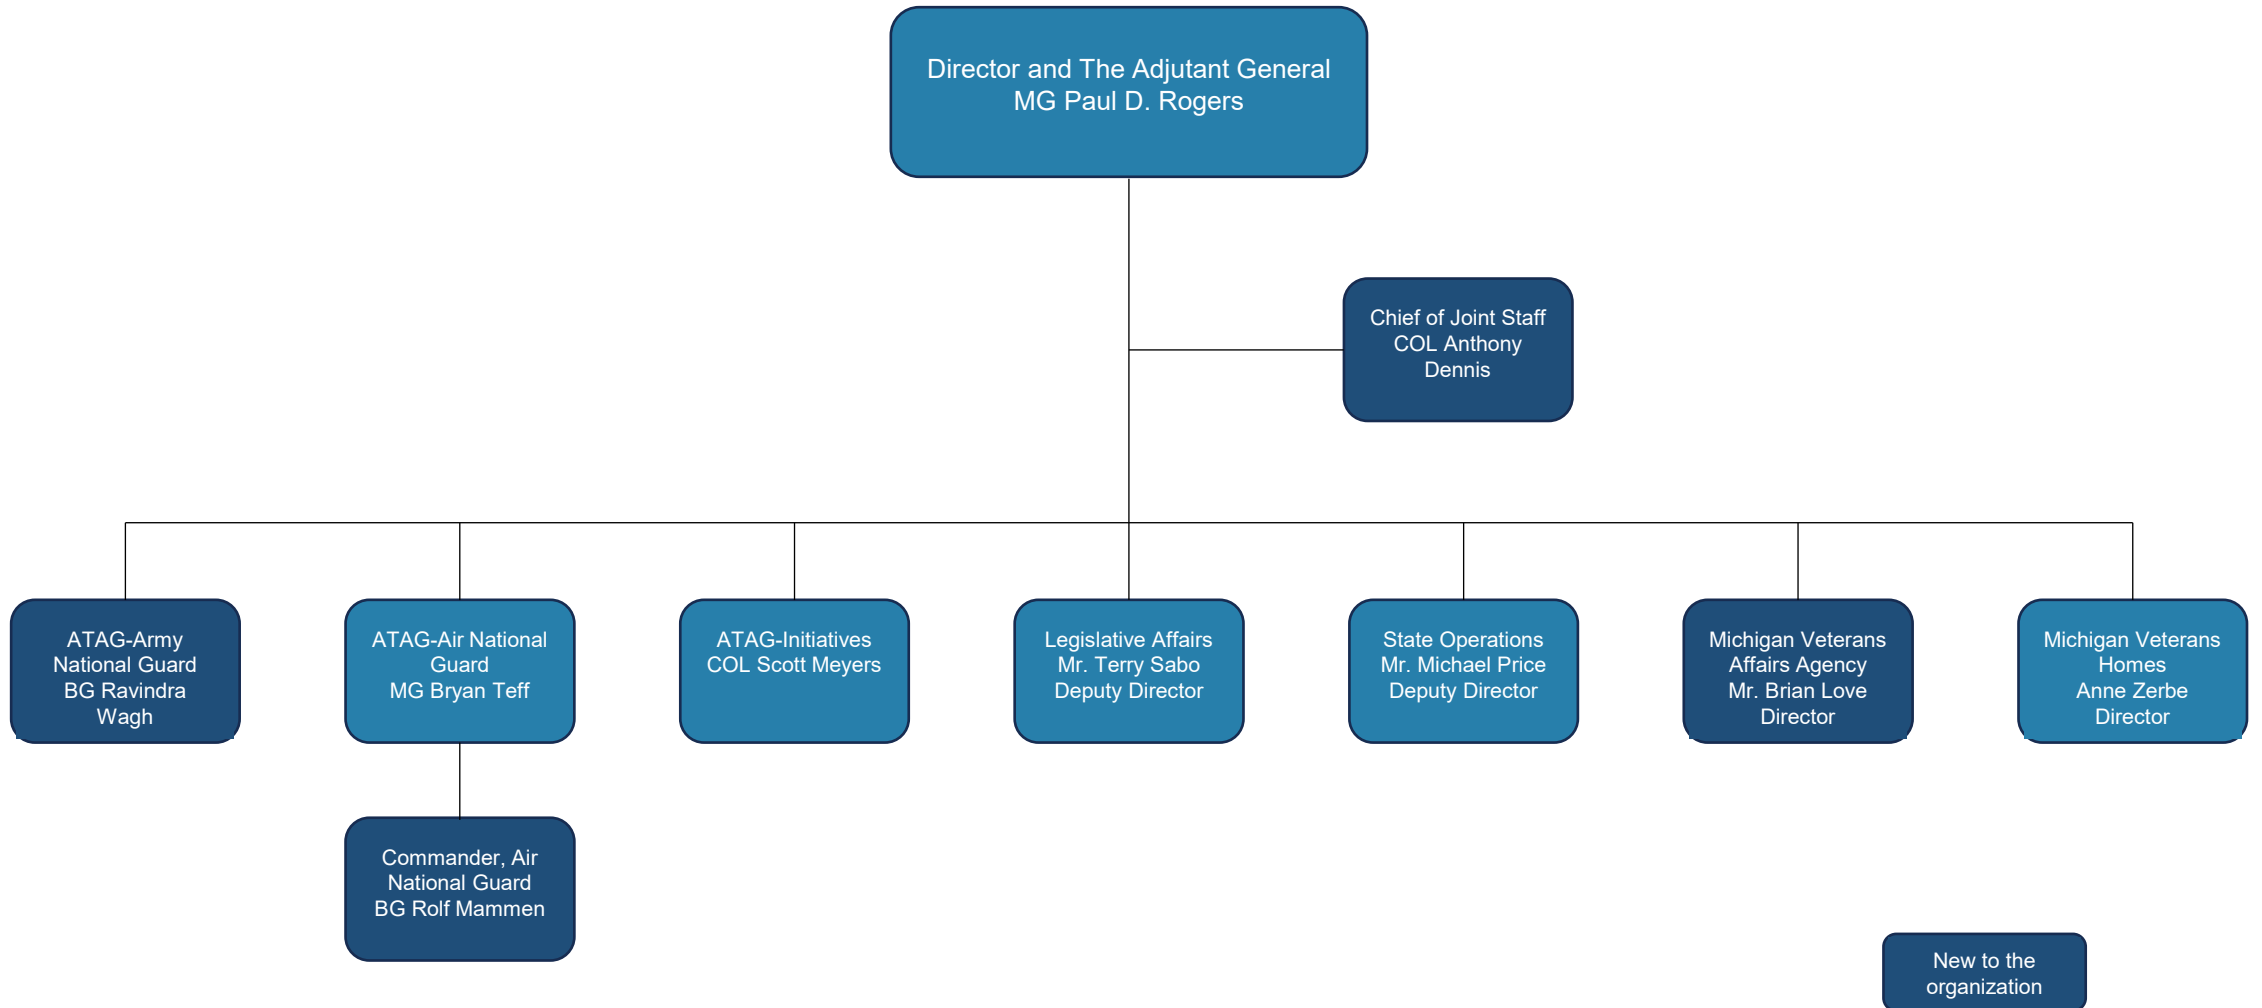 Director and The Adjutant General
MG Paul D. Rogers
Chief of Joint Staff
COL Anthony
Dennis
ATAG-Army
National Guard
BG Ravindra
Wagh
ATAG-Air National
Guard
MG Bryan Teff
ATAG-Initiatives
COL Scott Meyers
Legislative Affairs
Mr. Terry Sabo
Deputy Director
State Operations
Mr. Michael Price
Deputy Director
Michigan Veterans
Affairs Agency
Mr. Brian Love
Director
Michigan Veterans
Homes
Anne Zerbe
Director
Commander, Air
National Guard
BG Rolf Mammen
New to the
organization